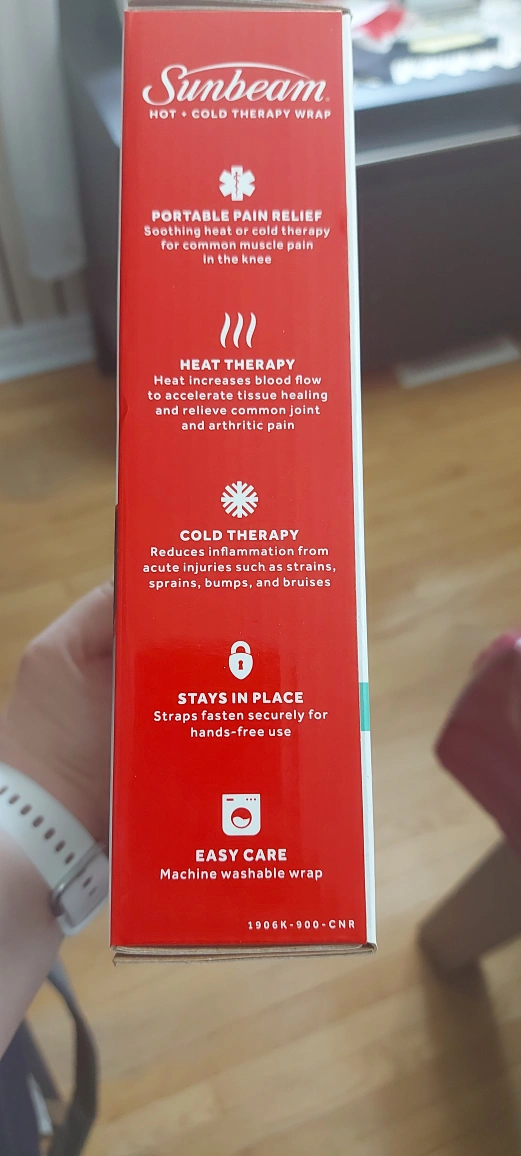 Sunbeam
HOT + COLD THERAPY WRAP
PORTABLE PAIN RELIEF
Soothing heat or cold therapy
for common muscle pain
in the knee
HEAT THERAPY
Heat increases blood flow
to accelerate tissue healing
and relieve common joint
and arthritic pain
COLD THERAPY
Reduces inflammation from
acute injuries such as strains,
sprains, bumps, and bruises
STAYS IN PLACE
Straps fasten securely for
hands-free use
EASY CARE
Machine washable wrap
1906K-900-CNR